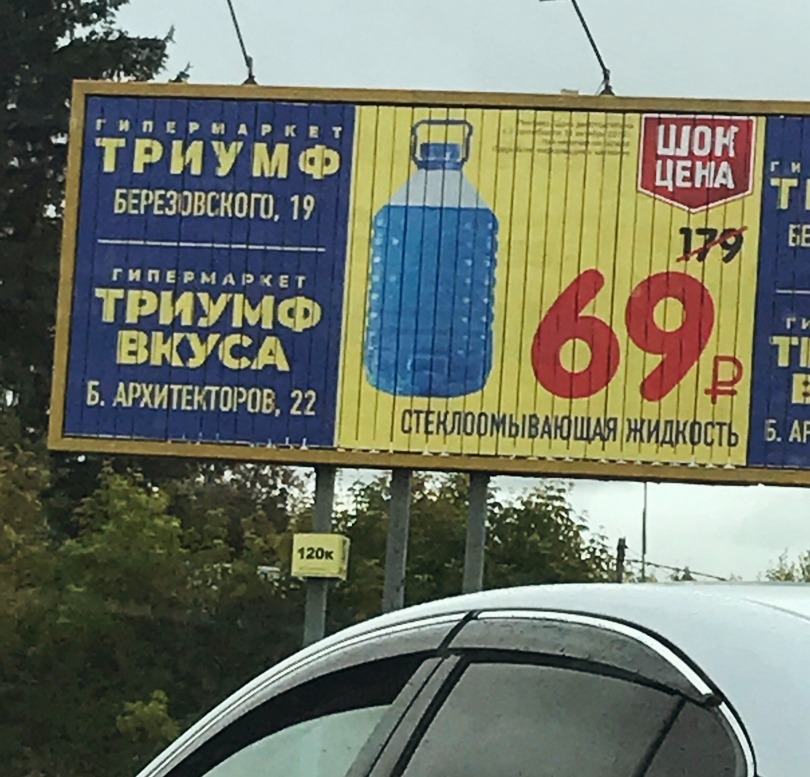 ГИПЕРМАРКЕТ
ТРИУМФ
БЕРЕЗОВСКОГО, 19
ГИПЕРМАРКЕТ
ТРИУМФ
ВКУСА
Б. АРХИТЕКТОРОВ, 22
ШОК
ЦЕНА
179
69₽
СТЕКЛООМЫВАЮЩАЯ ЖИДКОСТЬ
120к